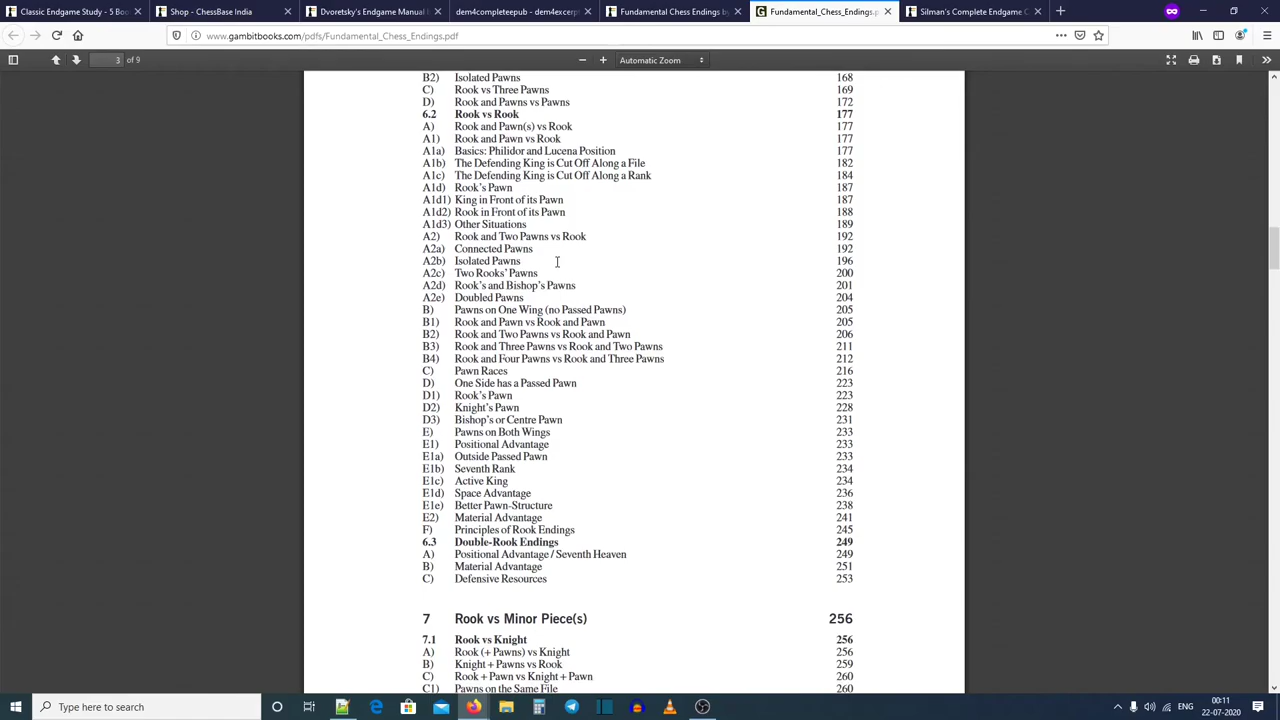 Classic Endgame Study - 5 Boo
Shop - ChessBase India
Dvoretsky's Endgame Manual
dem4completepub - dem4excerp
Fundamental Chess Endings by
Fundamental_Chess_Endings.p
Silman's Complete Endgame C
www.gambitbooks.com/pdfs/Fundamental_Chess_Endings.pdf
3 of 9
Automatic Zoom
B2) Isolated Pawns 168
C) Rook vs Three Pawns 169
D) Rook and Pawns vs Pawns 172
6.2 Rook vs Rook 177
A) Rook and Pawn(s) vs Rook 177
A1) Rook and Pawn vs Rook 177
A1a) Basics: Philidor and Lucena Position 177
A1b) The Defending King is Cut Off Along a File 182
A1c) The Defending King is Cut Off Along a Rank 184
A1d) Rook's Pawn 187
A1d1) King in Front of its Pawn 187
A1d2) Rook in Front of its Pawn 188
A1d3) Other Situations 189
A2) Rook and Two Pawns vs Rook 192
A2a) Connected Pawns 192
A2b) Isolated Pawns 196
A2c) Two Rooks' Pawns 200
A2d) Rook's and Bishop's Pawns 201
A2e) Doubled Pawns 204
B) Pawns on One Wing (no Passed Pawns) 205
B1) Rook and Pawn vs Rook and Pawn 205
B2) Rook and Two Pawns vs Rook and Pawn 206
B3) Rook and Three Pawns vs Rook and Two Pawns 211
B4) Rook and Four Pawns vs Rook and Three Pawns 212
C) Pawn Races 216
D) One Side has a Passed Pawn 223
D1) Rook's Pawn 223
D2) Knight's Pawn 228
D3) Bishop's or Centre Pawn 231
E) Pawns on Both Wings 233
E1) Positional Advantage 233
E1a) Outside Passed Pawn 233
E1b) Seventh Rank 234
E1c) Active King 234
E1d) Space Advantage 236
E1e) Better Pawn-Structure 238
E2) Material Advantage 241
F) Principles of Rook Endings 245
6.3 Double-Rook Endings 249
A) Positional Advantage / Seventh Heaven 249
B) Material Advantage 251
C) Defensive Resources 253
7 Rook vs Minor Piece(s) 256
7.1 Rook vs Knight 256
A) Rook (+ Pawns) vs Knight 256
B) Knight + Pawns vs Rook 259
C) Rook + Pawn vs Knight + Pawn 260
C1) Pawns on the Same File 260
Type here to search
00:11
22-07-2020